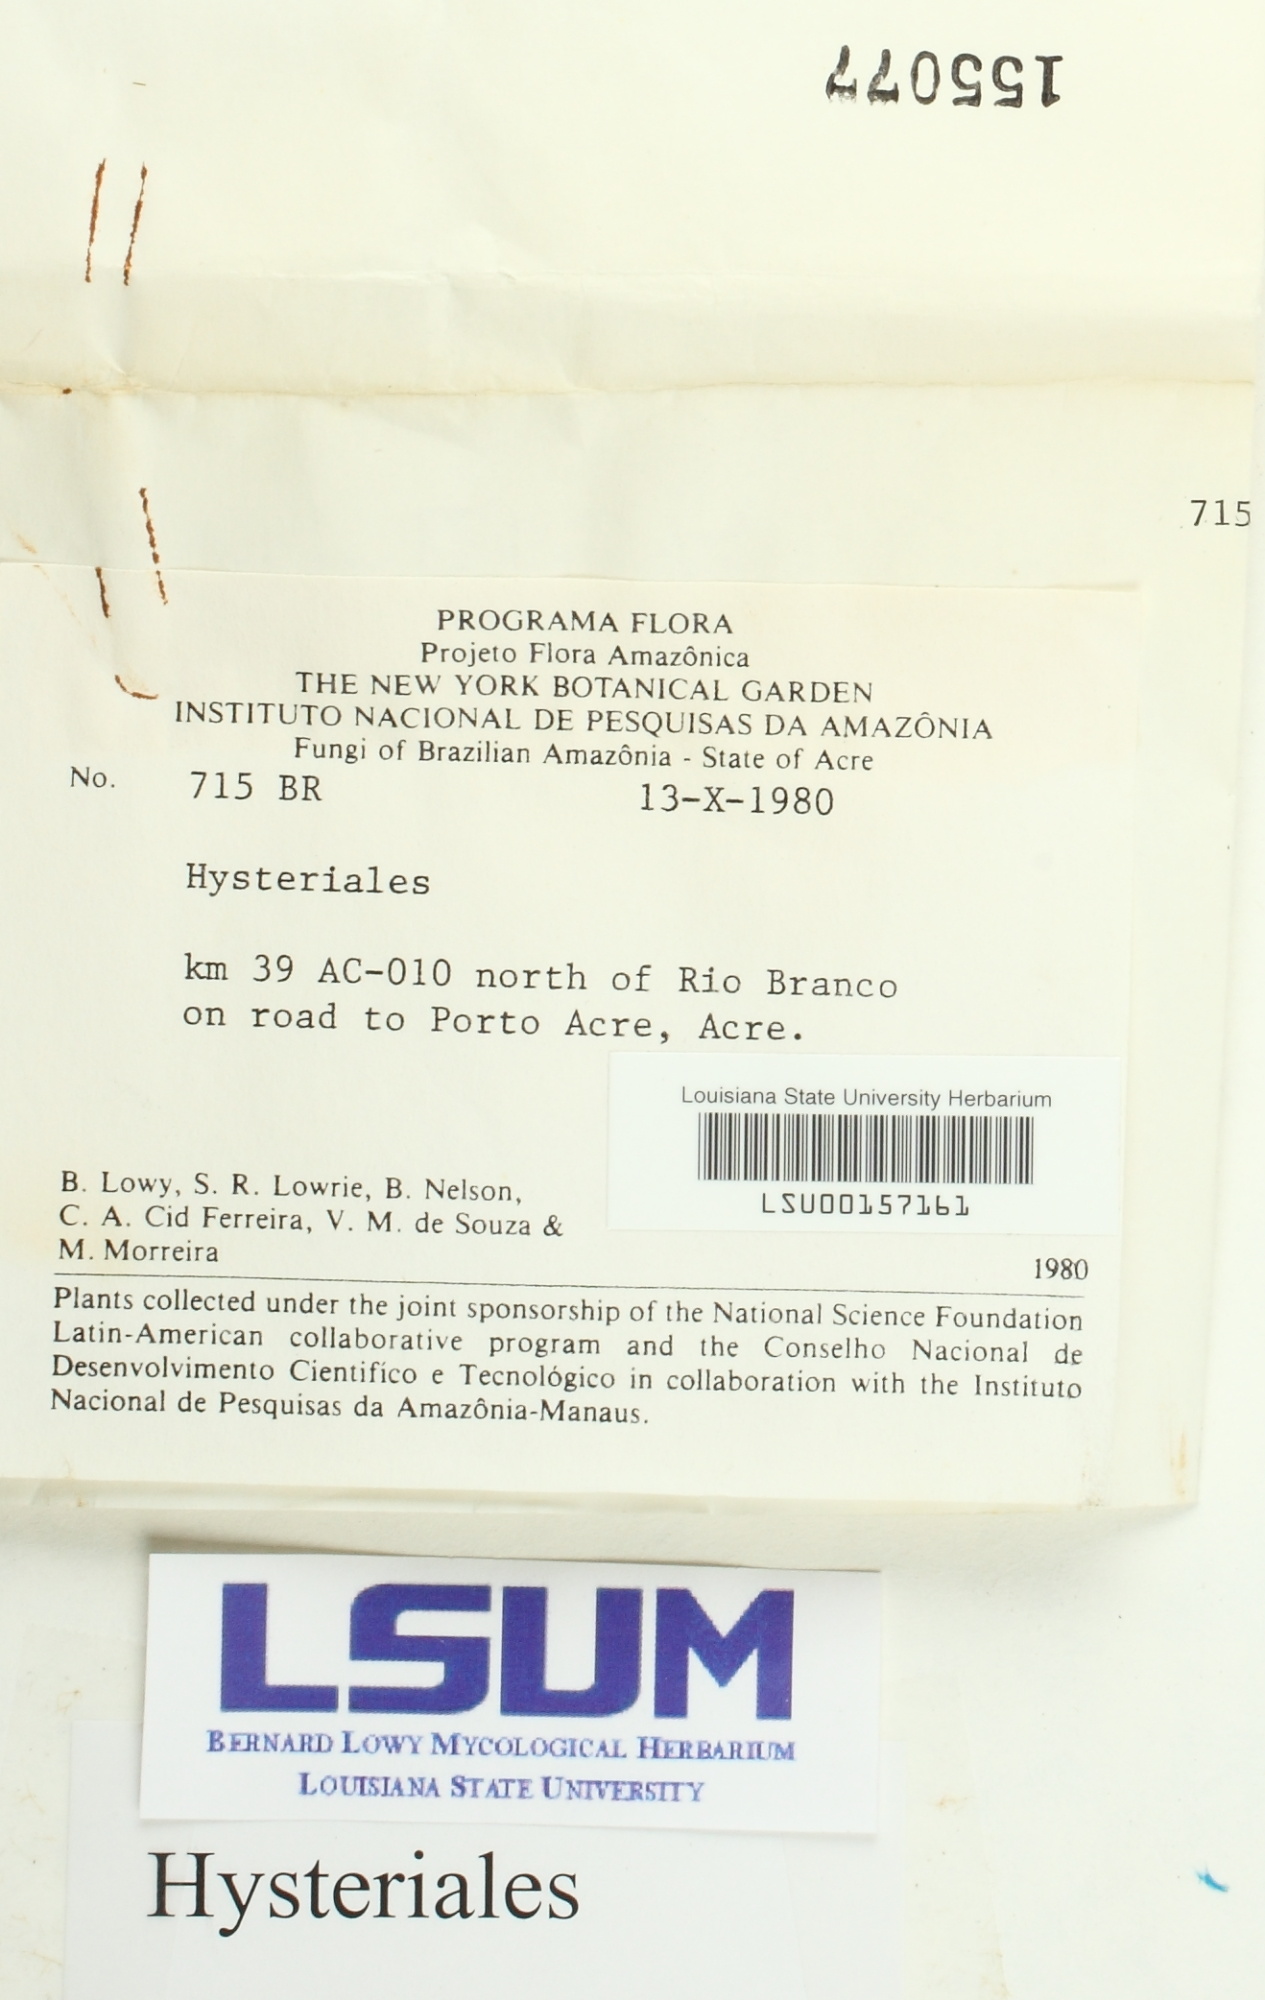 155077
715
PROGRAMA FLORA
Projeto Flora Amazônica
THE NEW YORK BOTANICAL GARDEN
INSTITUTO NACIONAL DE PESQUISAS DA AMAZÔNIA
Fungi of Brazilian Amazônia - State of Acre
No. 715 BR 13-X-1980
Hysteriales
km 39 AC-010 north of Rio Branco
on road to Porto Acre, Acre.
Louisiana State University Herbarium
LSU00157161
B. Lowy, S. R. Lowrie, B. Nelson,
C. A. Cid Ferreira, V. M. de Souza &
M. Morreira
1980
Plants collected under the joint sponsorship of the National Science Foundation
Latin-American collaborative program and the Conselho Nacional de
Desenvolvimento Cientifíco e Tecnológico in collaboration with the Instituto
Nacional de Pesquisas da Amazônia-Manaus.
LSUM
BERNARD LOWY MYCOLOGICAL HERBARIUM
LOUISIANA STATE UNIVERSITY
Hysteriales